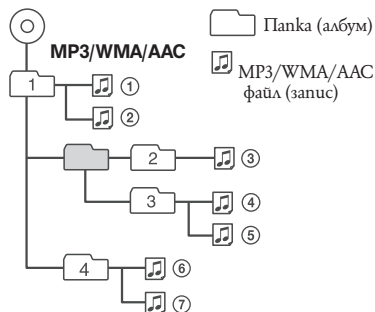 MP3/WMA/AAC
Папка (албум)
MP3/WMA/AAC
файл (запис)
1
①
②
2
③
3
④
⑤
4
⑥
⑦